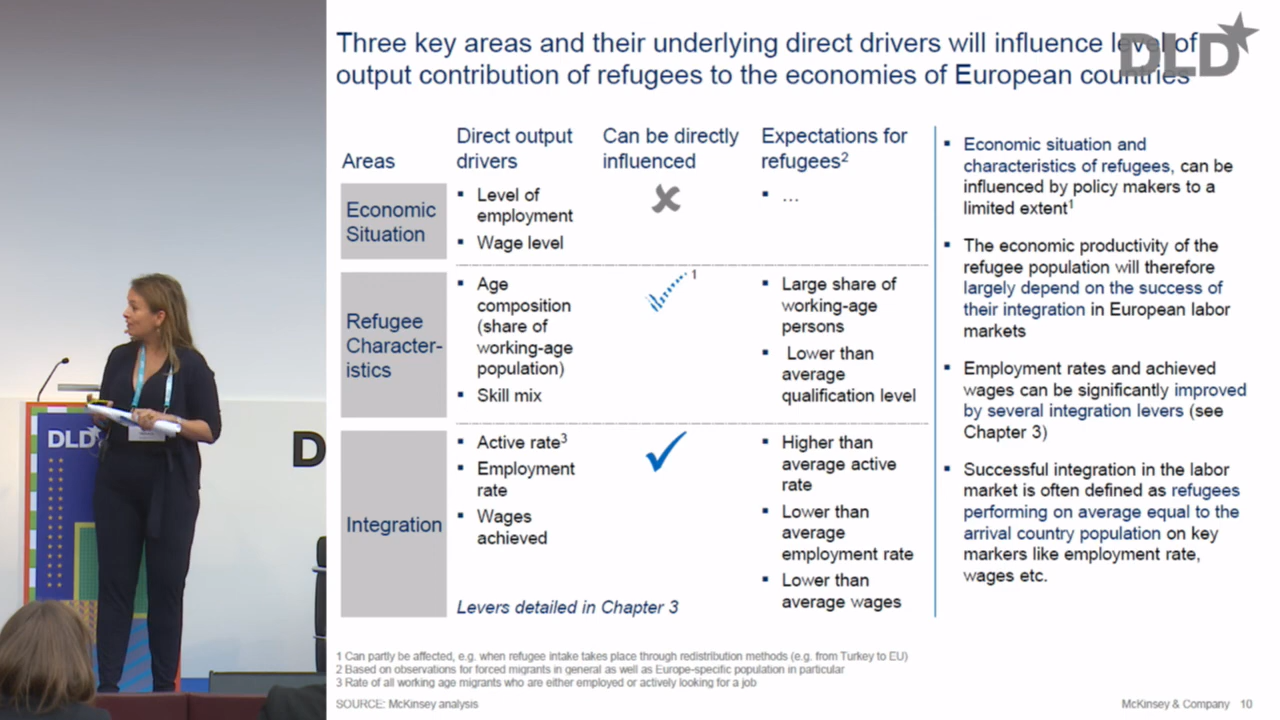 Three key areas and their underlying direct drivers will influence level of
output contribution of refugees to the economies of European countries
DLD
Areas
Direct output
drivers
Can be directly
influenced
Expectations for
refugees2
Economic
Situation
▪ Level of
employment
▪ Wage level
✘
▪ …
Refugee
Character-
istics
▪ Age
composition
(share of
working-age
population)
▪ Skill mix
1
▪ Large share of
working-age
persons
▪ Lower than
average
qualification level
Integration
▪ Active rate3
▪ Employment
rate
▪ Wages
achieved
Levers detailed in Chapter 3
▪ Higher than
average active
rate
▪ Lower than
average
employment rate
▪ Lower than
average wages
▪ Economic situation and
characteristics of refugees, can be
influenced by policy makers to a
limited extent1
▪ The economic productivity of the
refugee population will therefore
largely depend on the success of
their integration in European labor
markets
▪ Employment rates and achieved
wages can be significantly improved
by several integration levers (see
Chapter 3)
▪ Successful integration in the labor
market is often defined as refugees
performing on average equal to the
arrival country population on key
markers like employment rate,
wages etc.
1 Can partly be affected, e.g. when refugee intake takes place through redistribution methods (e.g. from Turkey to EU)
2 Based on observations for forced migrants in general as well as Europe-specific population in particular
3 Rate of all working age migrants who are either employed or actively looking for a job
SOURCE: McKinsey analysis
McKinsey & Company 10
DLD
D